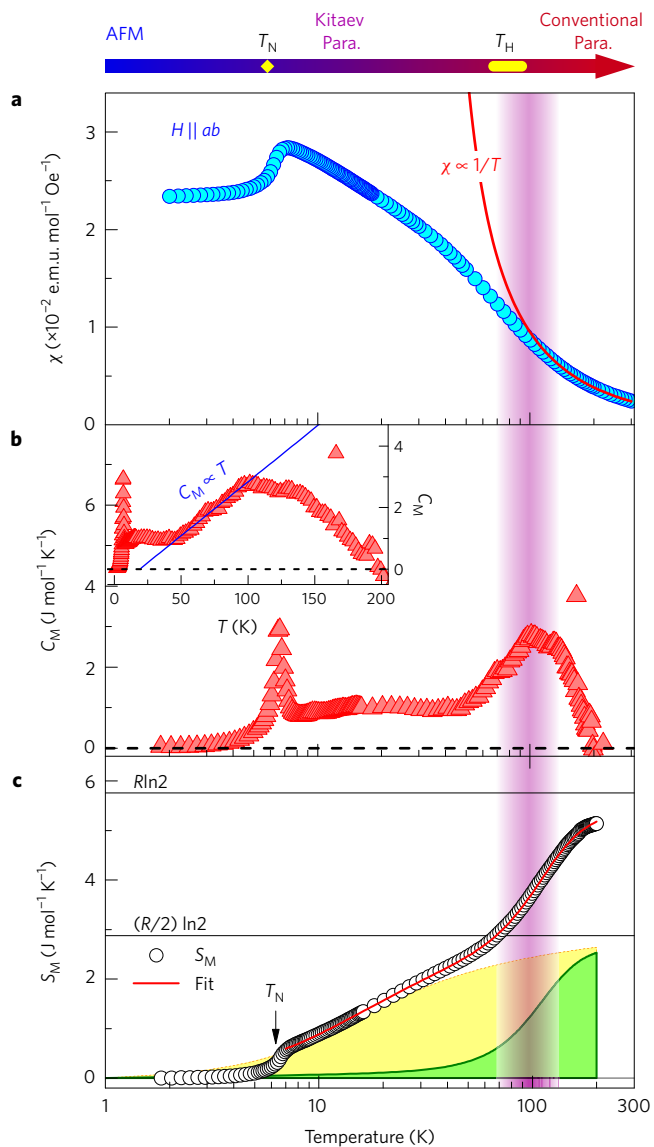 AFM
T_N
Kitaev
Para.
T_H
Conventional
Para.
a
H || ab
χ ∝ 1/T
3
2
1
0
χ (×10⁻² e.m.u. mol⁻¹ Oe⁻¹)
b
C_M ∝ T
4
2
0
C_M
0 50 100 150 200
T (K)
6
4
2
0
C_M (J mol⁻¹ K⁻¹)
c
Rln2
(R/2) ln2
S_M
Fit
T_N
6
4
2
0
S_M (J mol⁻¹ K⁻¹)
1 10 100 300
Temperature (K)